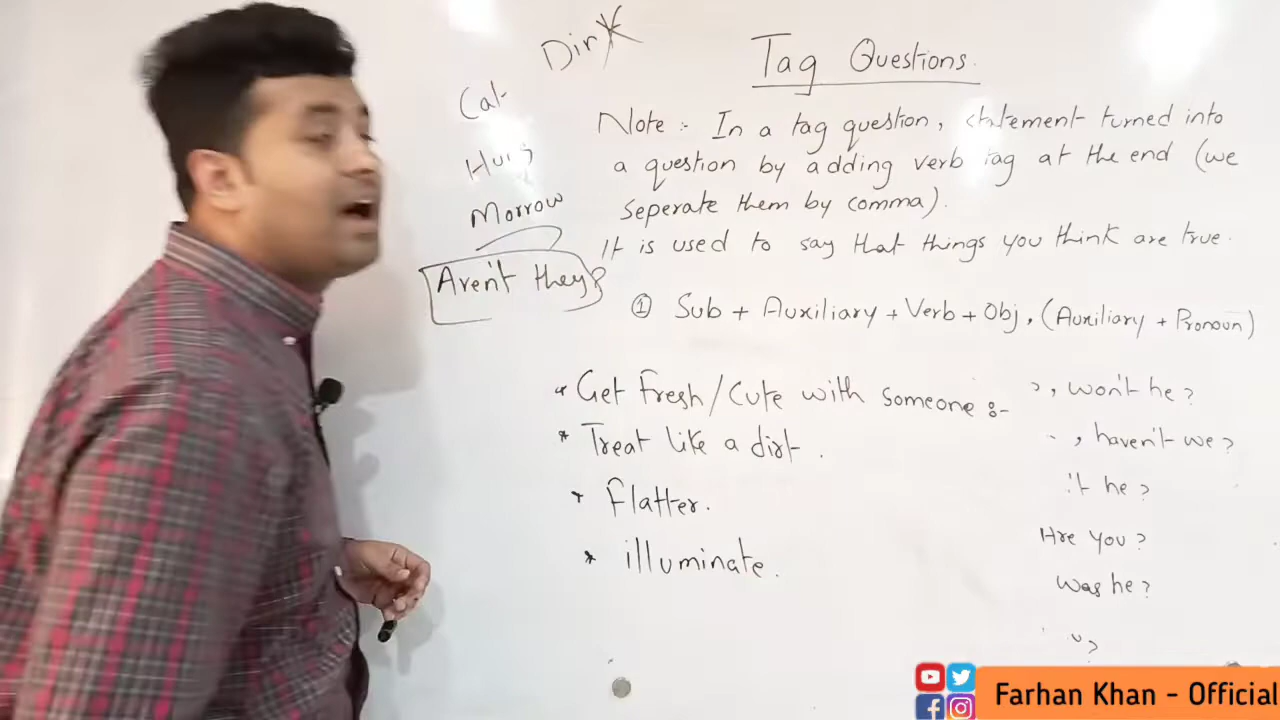 Dirk
Tag Questions.
Cal-
Morrow
Aren't they?
Note :- In a tag question, statement turned into
a question by adding verb tag at the end (we
seperate them by comma).
It is used to say that things you think are true.
① Sub + Auxiliary + Verb + Obj, (Auxiliary + Pronoun)
* Get fresh/Cute with someone :-
, won't he?
* Treat like a dirt.
, haven't we?
* flatter.
he?
Are you?
* illuminate.
was he?
Farhan Khan - Official